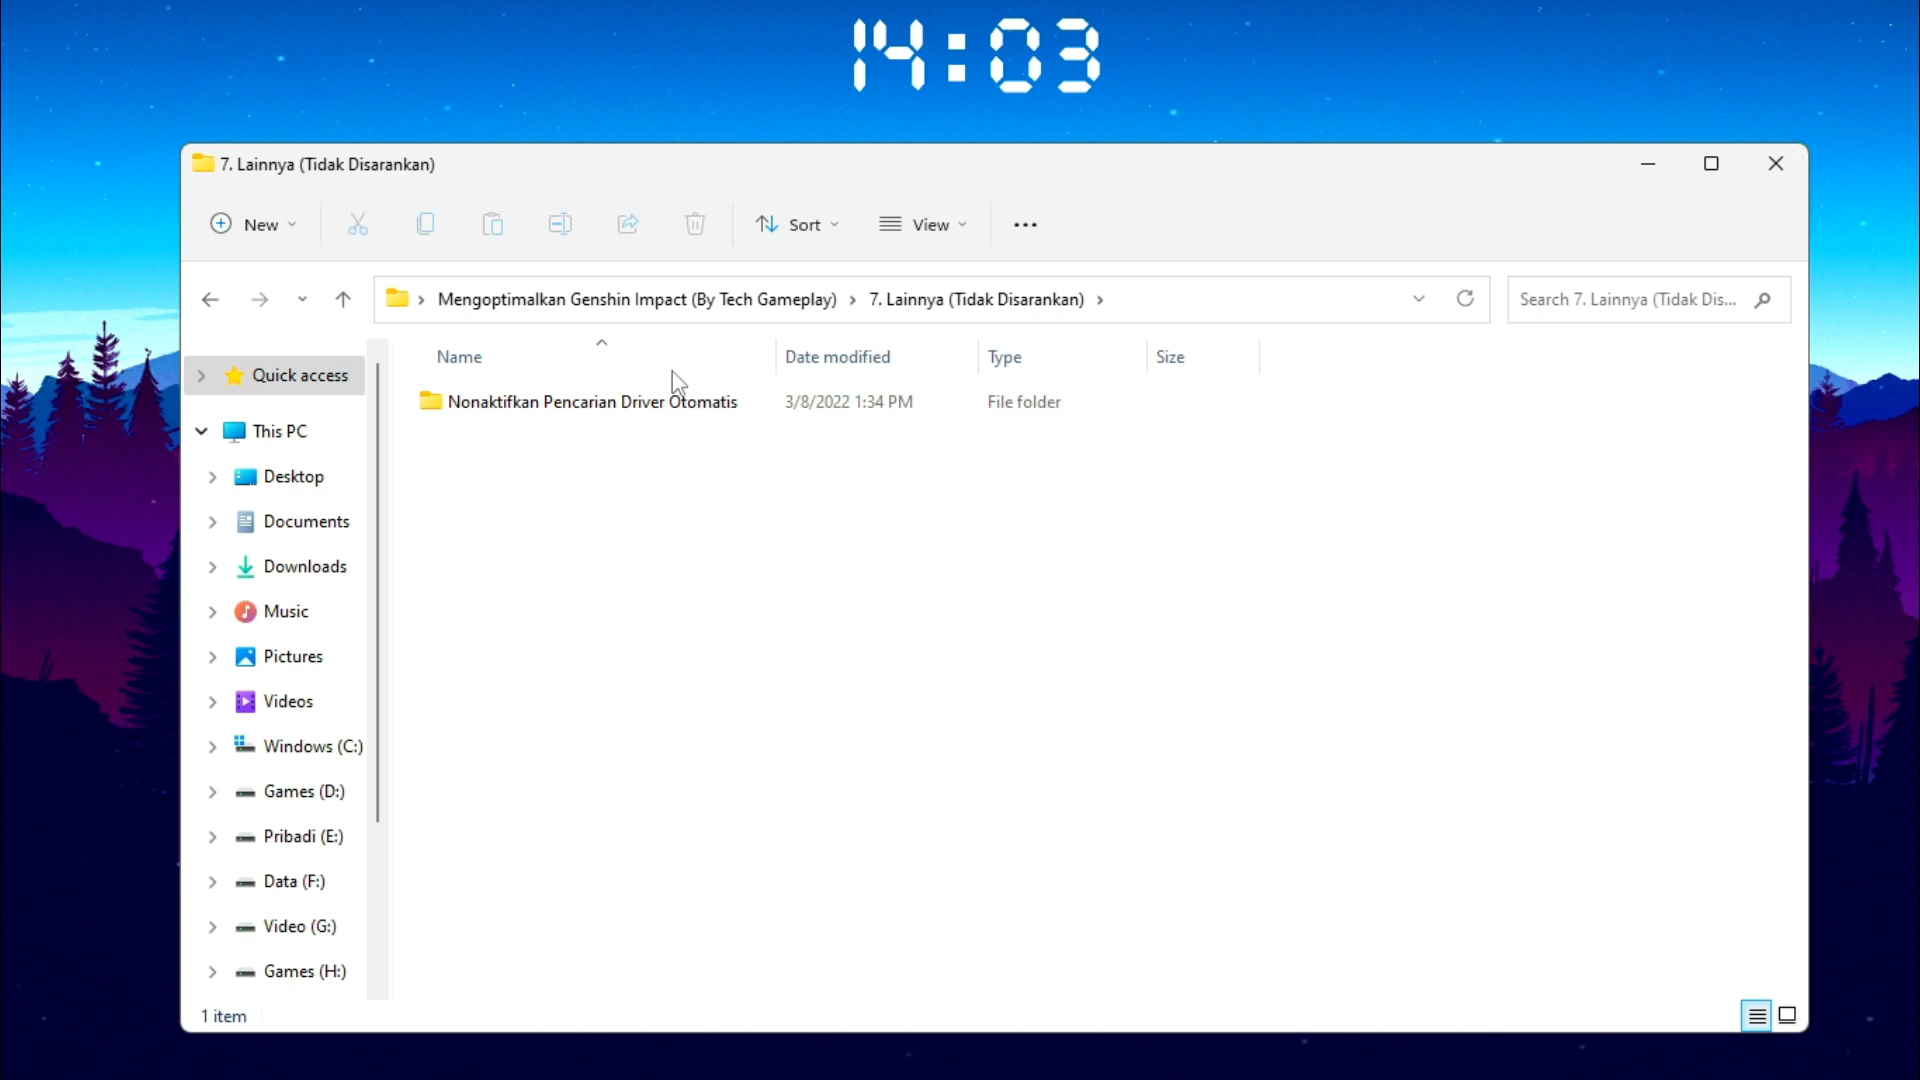 14:03
7. Lainnya (Tidak Disarankan)
New
Sort
View
Mengoptimalkan Genshin Impact (By Tech Gameplay) > 7. Lainnya (Tidak Disarankan) >
Search 7. Lainnya (Tidak Dis...
Name
Date modified
Type
Size
Nonaktifkan Pencarian Driver Otomatis
3/8/2022 1:34 PM
File folder
Quick access
This PC
Desktop
Documents
Downloads
Music
Pictures
Videos
Windows (C:)
Games (D:)
Pribadi (E:)
Data (F:)
Video (G:)
Games (H:)
1 item